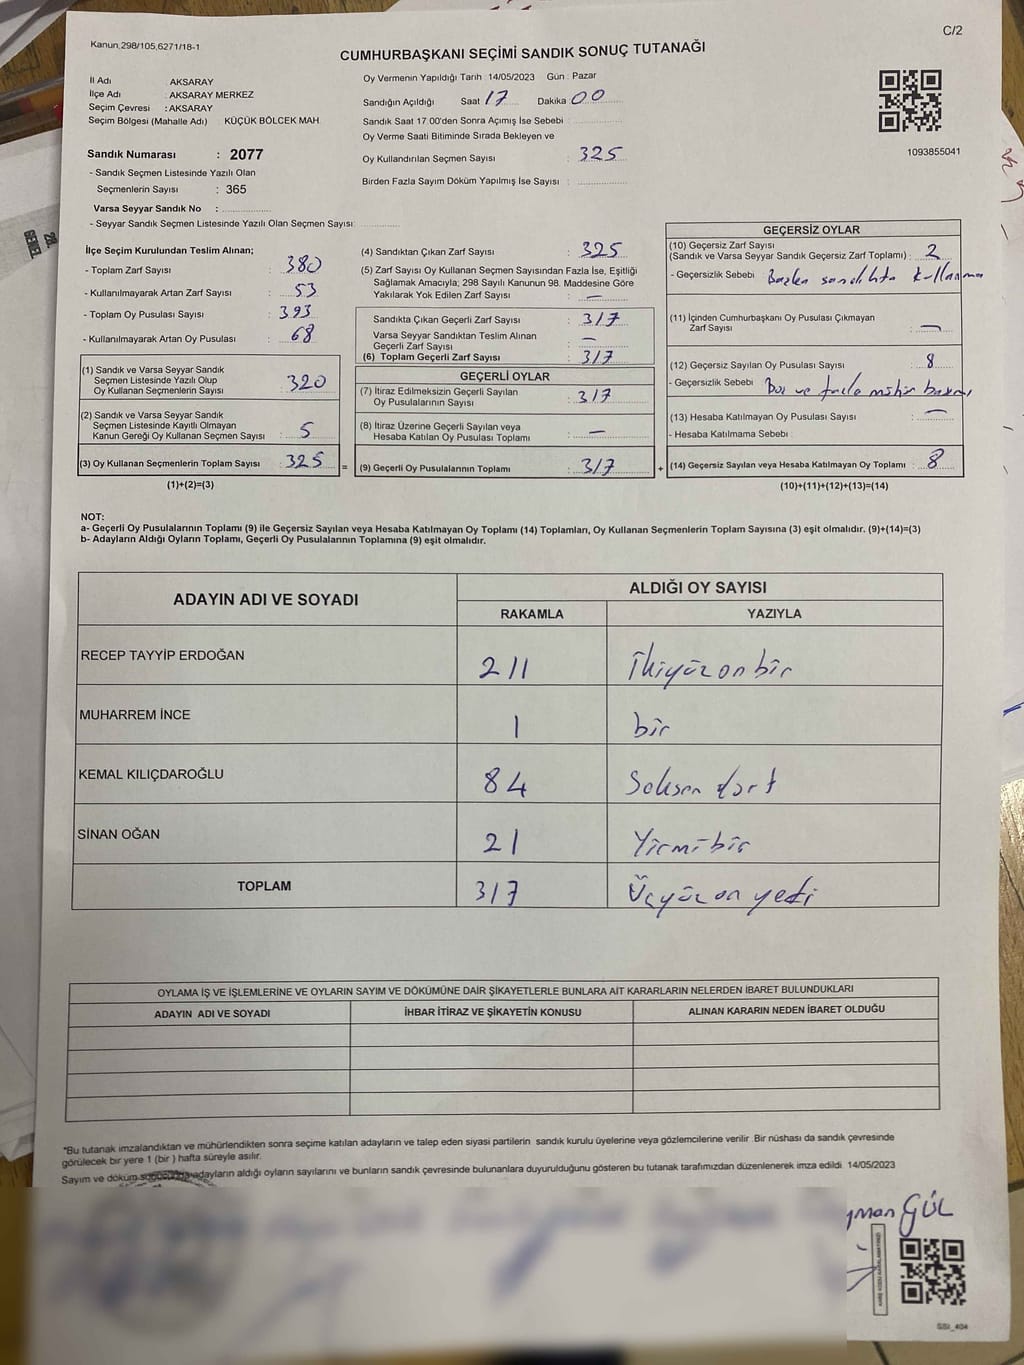 Kanun,298/105,6271/18-1
C/2
CUMHURBAŞKANI SEÇİMİ SANDIK SONUÇ TUTANAĞI
İl Adı AKSARAY
İlçe Adı : AKSARAY MERKEZ
Seçim Çevresi : AKSARAY
Seçim Bölgesi (Mahalle Adı) KÜÇÜK BÖLCEK MAH.
Sandık Numarası : 2077
- Sandık Seçmen Listesinde Yazılı Olan
Seçmenlerin Sayısı : 365
Varsa Seyyar Sandık No :
- Seyyar Sandık Seçmen Listesinde Yazılı Olan Seçmen Sayısı:
Oy Vermenin Yapıldığı Tarih : 14/05/2023 Gün : Pazar
Sandığın Açıldığı Saat 17 Dakika 00
Sandık Saat 17.00'den Sonra Açımış İse Sebebi :
Oy Verme Saati Bitiminde Sırada Bekleyen ve
Oy Kullandırılan Seçmen Sayısı : 325
Birden Fazla Sayım Döküm Yapılmış İse Sayısı :
1093855041
İlçe Seçim Kurulundan Teslim Alınan;
- Toplam Zarf Sayısı : 380
- Kullanılmayarak Artan Zarf Sayısı : 53
- Toplam Oy Pusulası Sayısı : 393
- Kullanılmayarak Artan Oy Pusulası : 68
(1) Sandık ve Varsa Seyyar Sandık
Seçmen Listesinde Yazılı Olup
Oy Kullanan Seçmenlerin Sayısı : 320
(2) Sandık ve Varsa Seyyar Sandık
Seçmen Listesinde Kayıtlı Olmayan
Kanun Gereği Oy Kullanan Seçmen Sayısı : 5
(3) Oy Kullanan Seçmenlerin Toplam Sayısı : 325
(1)+(2)=(3)
(4) Sandıktan Çıkan Zarf Sayısı : 325
(5) Zarf Sayısı Oy Kullanan Seçmen Sayısından Fazla İse, Eşitliği
Sağlamak Amacıyla; 298 Sayılı Kanunun 98. Maddesine Göre
Yakılarak Yok Edilen Zarf Sayısı : —
Sandıkta Çıkan Geçerli Zarf Sayısı : 317
Varsa Seyyar Sandıktan Teslim Alınan
Geçerli Zarf Sayısı : —
(6) Toplam Geçerli Zarf Sayısı : 317
GEÇERLİ OYLAR
(7) İtiraz Edilmeksizin Geçerli Sayılan
Oy Pusulalarının Sayısı : 317
(8) İtiraz Üzerine Geçerli Sayılan veya
Hesaba Katılan Oy Pusulası Toplamı : —
= (9) Geçerli Oy Pusulalarının Toplamı : 317
GEÇERSİZ OYLAR
(10) Geçersiz Zarf Sayısı
(Sandık ve Varsa Seyyar Sandık Geçersiz Zarf Toplamı) : 2
- Geçersizlik Sebebi : Başka sandıkta kullanma
(11) İçinden Cumhurbaşkanı Oy Pusulası Çıkmayan
Zarf Sayısı : —
(12) Geçersiz Sayılan Oy Pusulası Sayısı : 8
- Geçersizlik Sebebi : Boş ve fazla mühür basımı
(13) Hesaba Katılmayan Oy Pusulası Sayısı : —
- Hesaba Katılmama Sebebi :
+ (14) Geçersiz Sayılan veya Hesaba Katılmayan Oy Toplamı : 8
(10)+(11)+(12)+(13)=(14)
NOT:
a- Geçerli Oy Pusulalarının Toplamı (9) ile Geçersiz Sayılan veya Hesaba Katılmayan Oy Toplamı (14) Toplamları, Oy Kullanan Seçmenlerin Toplam Sayısına (3) eşit olmalıdır. (9)+(14)=(3)
b- Adayların Aldığı Oyların Toplamı, Geçerli Oy Pusulalarının Toplamına (9) eşit olmalıdır.
ADAYIN ADI VE SOYADI
ALDIĞI OY SAYISI
RAKAMLA YAZIYLA
RECEP TAYYİP ERDOĞAN 211 İkiyüzonbir
MUHARREM İNCE 1 bir
KEMAL KILIÇDAROĞLU 84 Seksen dört
SİNAN OĞAN 21 Yirmibir
TOPLAM 317 Üçyüzonyedi
OYLAMA İŞ VE İŞLEMLERİNE VE OYLARIN SAYIM VE DÖKÜMÜNE DAİR ŞİKAYETLERLE BUNLARA AİT KARARLARIN NELERDEN İBARET BULUNDUKLARI
ADAYIN ADI VE SOYADI İHBAR İTİRAZ VE ŞİKAYETİN KONUSU ALINAN KARARIN NEDEN İBARET OLDUĞU
*Bu tutanak imzalandıktan ve mühürlendikten sonra seçime katılan adayların ve talep eden siyasi partilerin sandık kurulu üyelerine veya gözlemcilerine verilir. Bir nüshası da sandık çevresinde
görülecek bir yere 1 (bir ) hafta süreyle asılır.
Sayım ve döküm adayların aldığı oyların sayılarını ve bunların sandık çevresinde bulunanlara duyurulduğunu gösteren bu tutanak tarafımızdan düzenlenerek imza edildi. 14/05/2023
GÜL